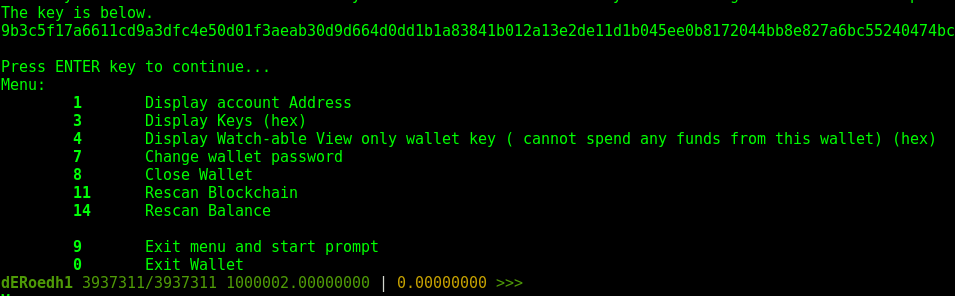 The key is below.
9b3c5f17a6611cd9a3dfc4e50d01f3aeab30d9d664d0dd1b1a83841b012a13e2de11d1b045ee0b8172044bb8e827a6bc55240474bc
Press ENTER key to continue...
Menu:
1 Display account Address
3 Display Keys (hex)
4 Display Watch-able View only wallet key ( cannot spend any funds from this wallet) (hex)
7 Change wallet password
8 Close Wallet
11 Rescan Blockchain
14 Rescan Balance
9 Exit menu and start prompt
0 Exit Wallet
dERoedh1 3937311/3937311 1000002.00000000 | 0.00000000 >>>